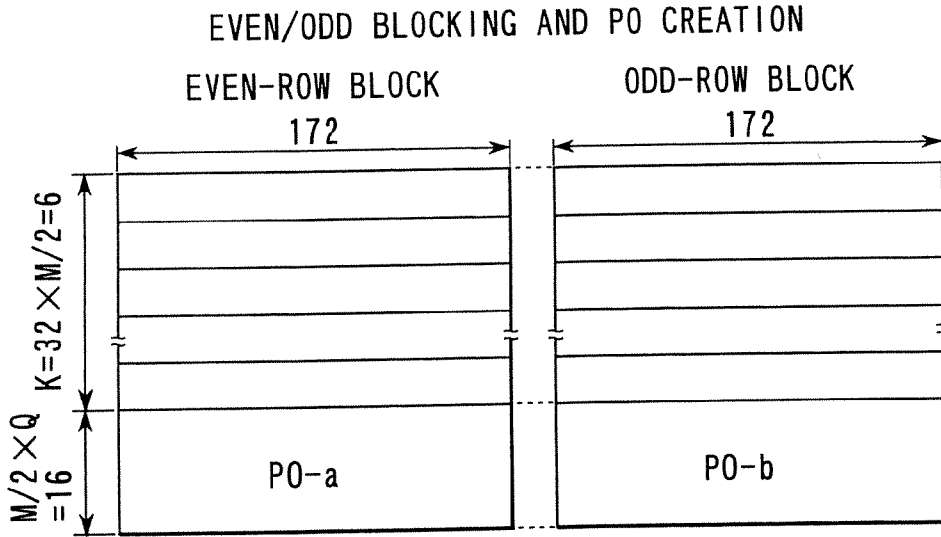 EVEN/ODD BLOCKING AND PO CREATION
EVEN-ROW BLOCK
ODD-ROW BLOCK
172
172
K=32×M/2=6
M/2×Q
=16
PO-a
PO-b